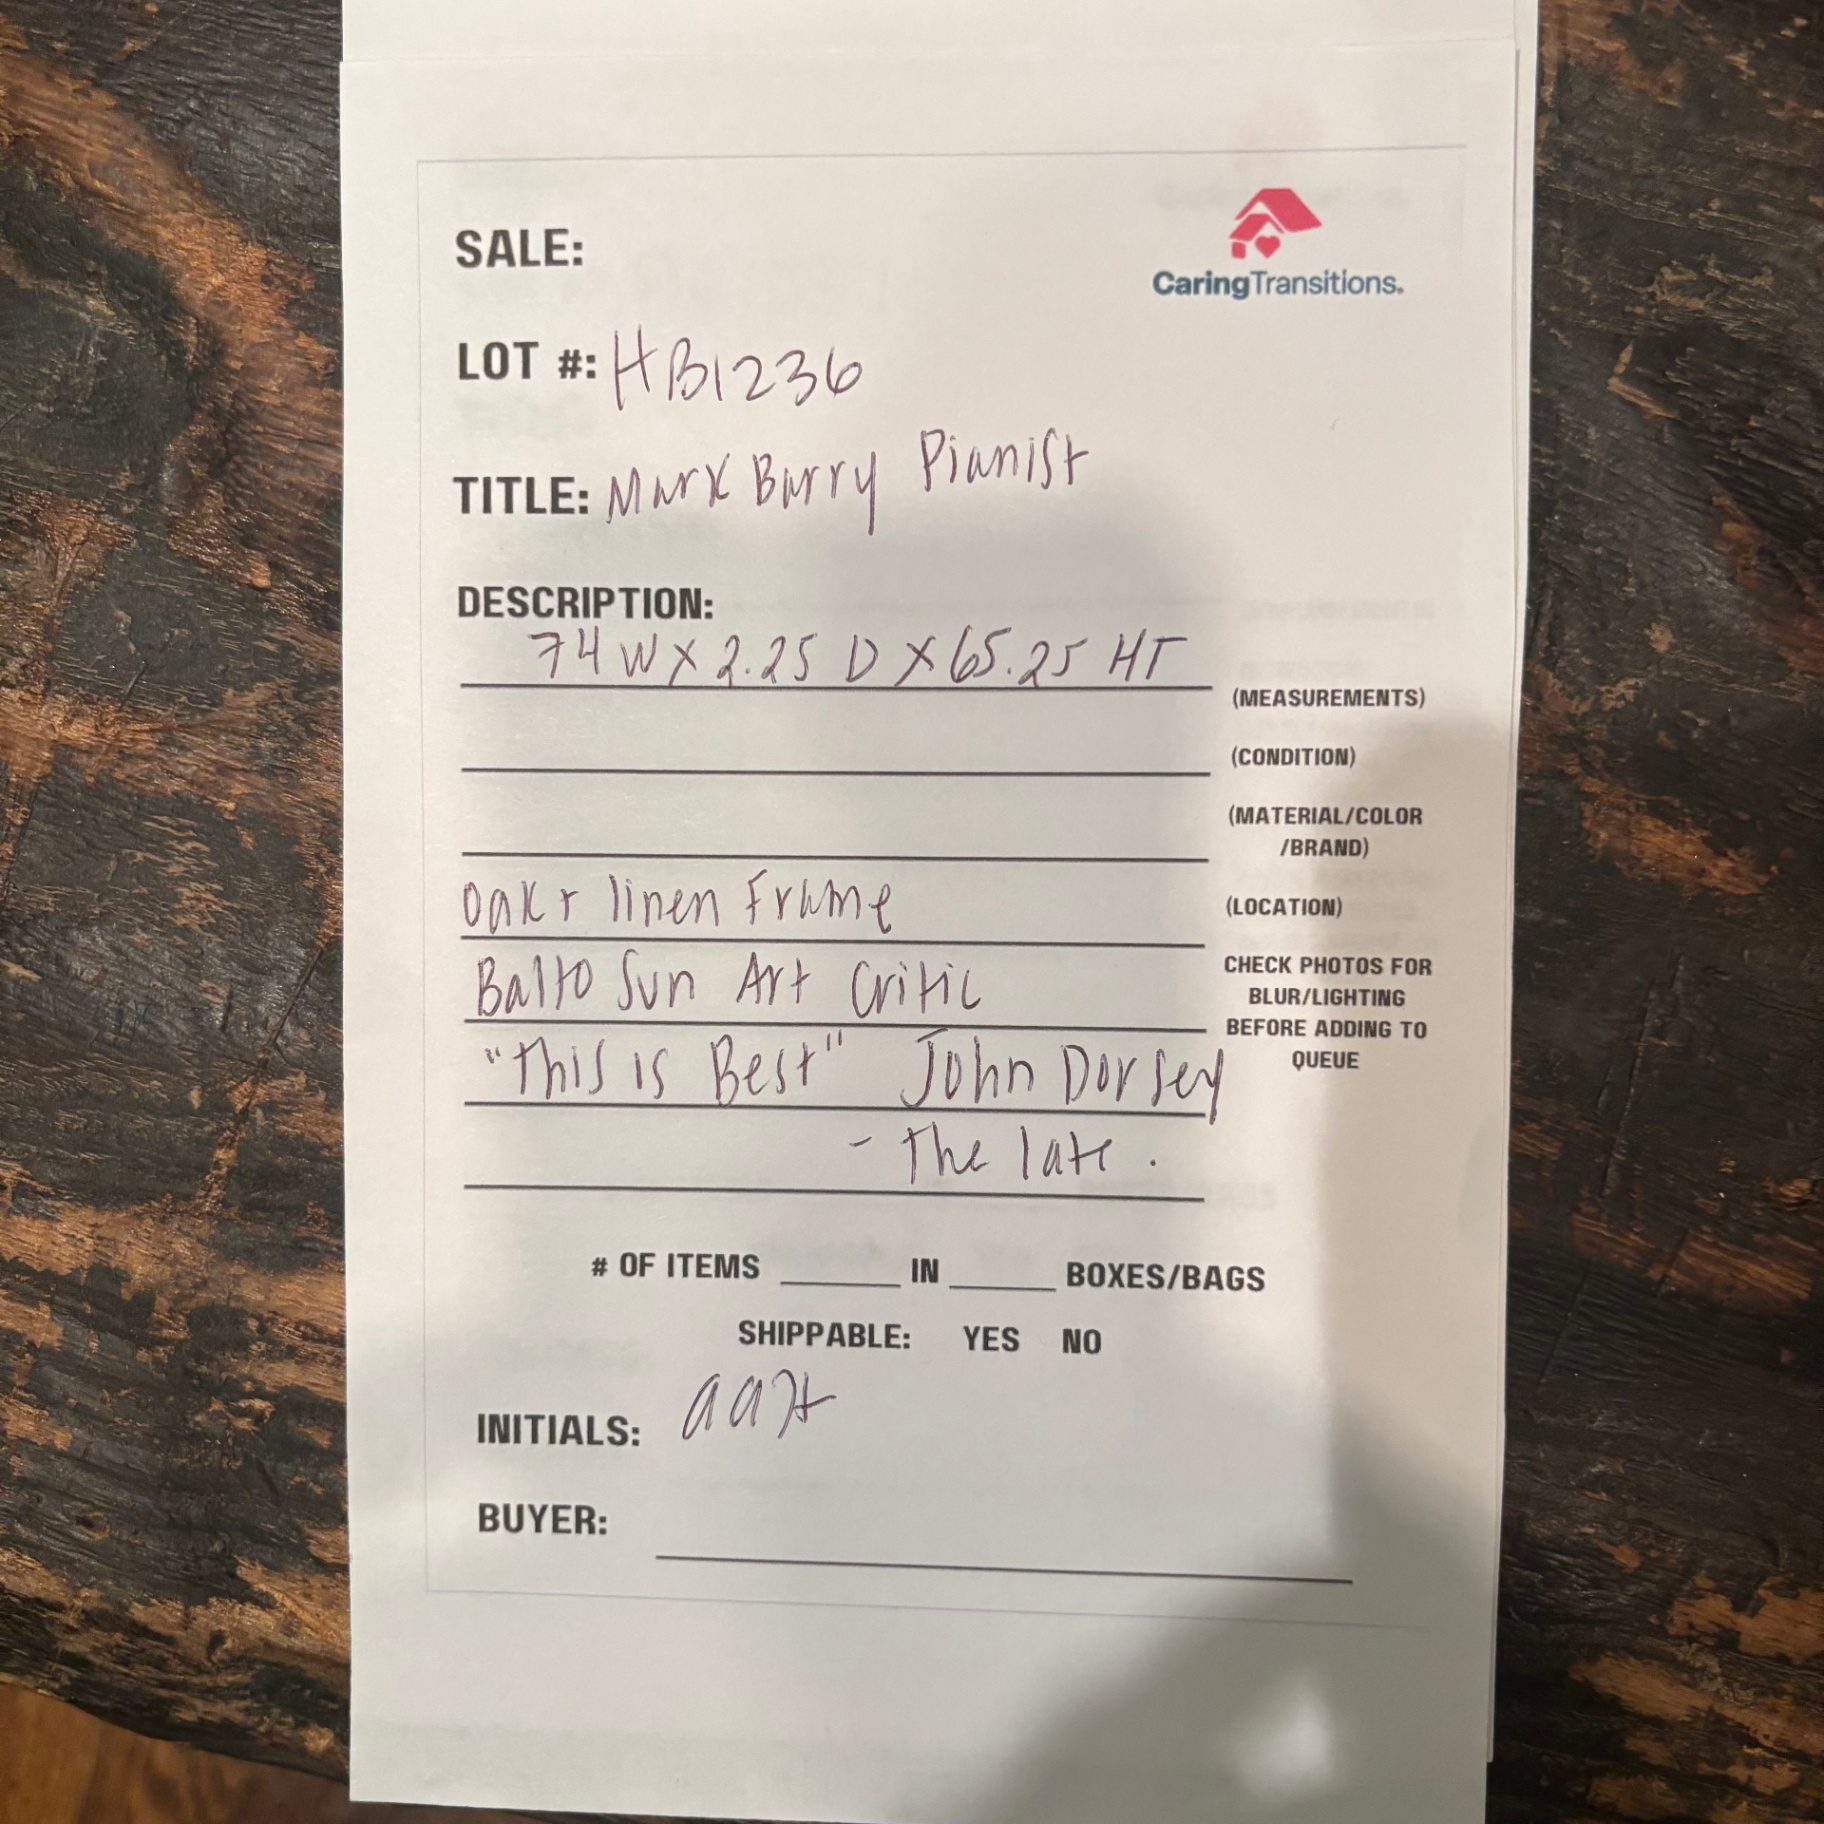 SALE:
CaringTransitions.
LOT #: HB1236
TITLE: Mark Barry Pianist
DESCRIPTION:
74 W X 2.25 D X 65.25 HT
(MEASUREMENTS)
(CONDITION)
(MATERIAL/COLOR
/BRAND)
Oak + linen Frame
(LOCATION)
Balto Sun Art Critic
CHECK PHOTOS FOR
BLUR/LIGHTING
BEFORE ADDING TO
QUEUE
"This is Best" John Dorsey
- The late.
# OF ITEMS ______ IN ______ BOXES/BAGS
SHIPPABLE: YES NO
INITIALS:
BUYER: